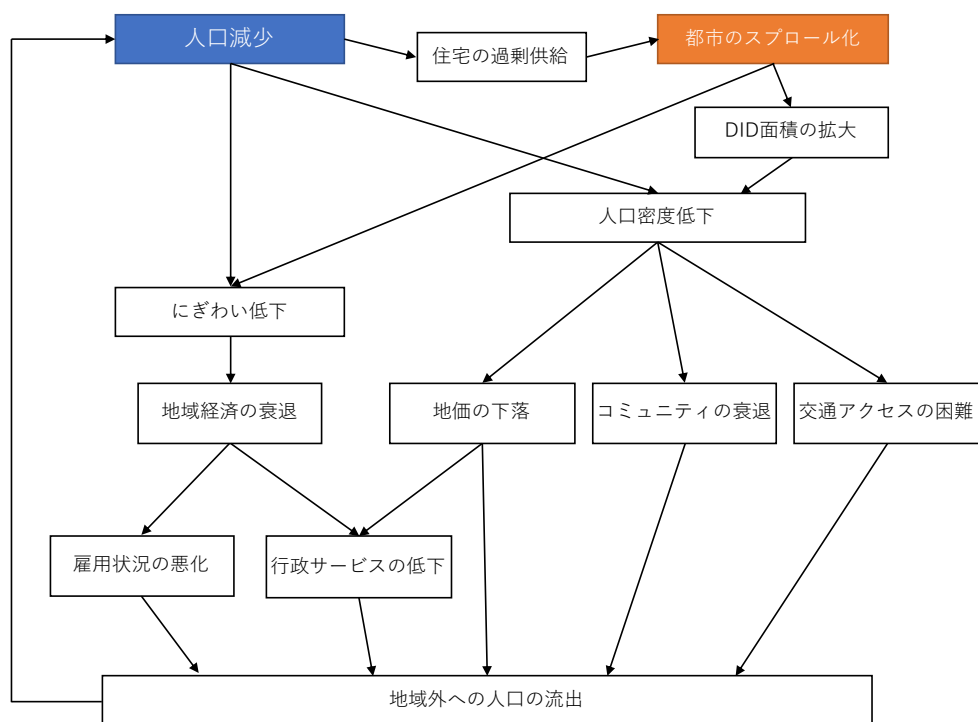 人口減少
住宅の過剰供給
都市のスプロール化
DID面積の拡大
人口密度低下
にぎわい低下
地域経済の衰退
地価の下落
コミュニティの衰退
交通アクセスの困難
雇用状況の悪化
行政サービスの低下
地域外への人口の流出